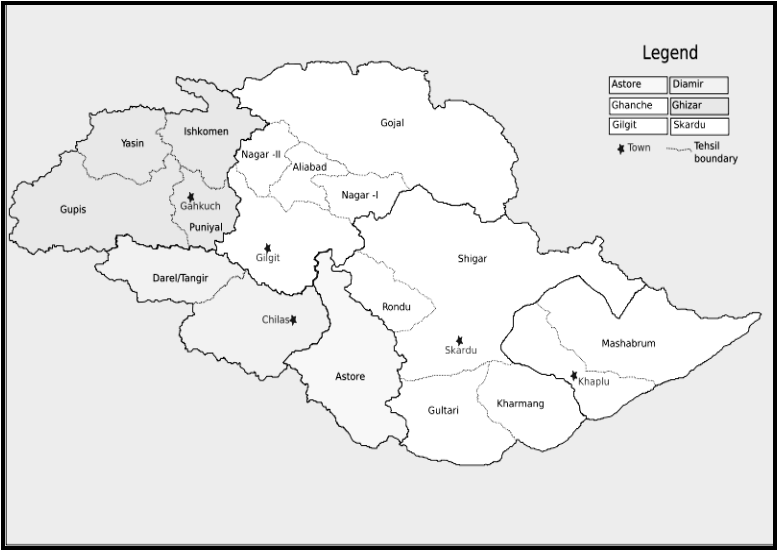 Legend
Astore
Diamir
Ghanche
Ghizar
Gilgit
Skardu
Town
Tehsil
boundary
Gojal
Ishkomen
Yasin
Nagar -II
Aliabad
Nagar -I
Gahkuch
Gupis
Puniyal
Gilgit
Shigar
Darel/Tangir
Rondu
Chilas
Mashabrum
Skardu
Astore
Khaplu
Gultari
Kharmang